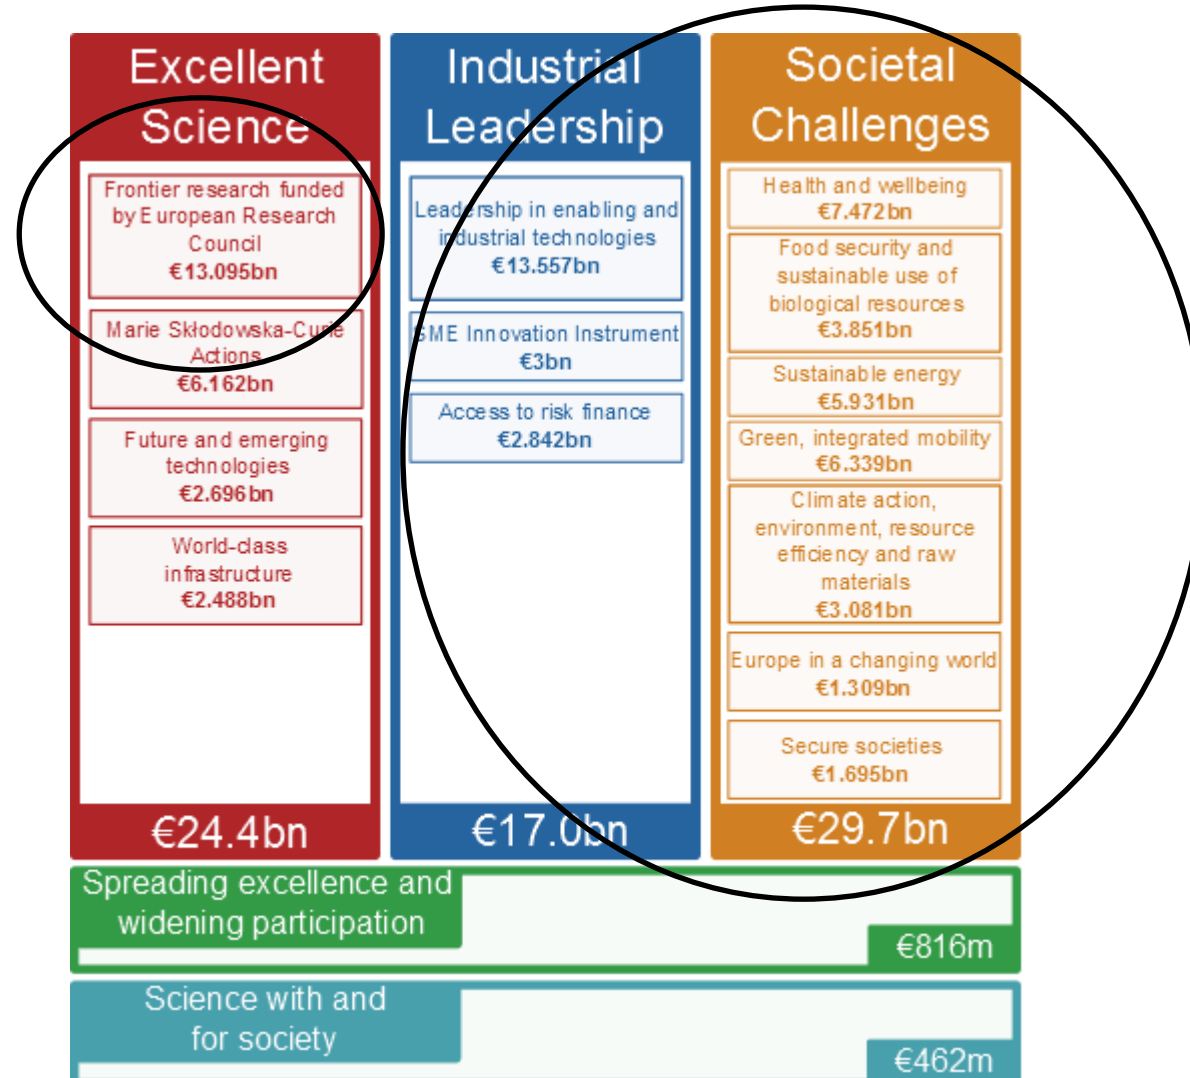 Excellent
Science
Frontier research funded
by European Research
Council
€13.095bn
Marie Skłodowska-Curie
Actions
€6.162bn
Future and emerging
technologies
€2.696bn
World-class
infrastructure
€2.488bn
€24.4bn
Industrial
Leadership
Leadership in enabling and
industrial technologies
€13.557bn
SME Innovation Instrument
€3bn
Access to risk finance
€2.842bn
€17.0bn
Societal
Challenges
Health and wellbeing
€7.472bn
Food security and
sustainable use of
biological resources
€3.851bn
Sustainable energy
€5.931bn
Green, integrated mobility
€6.339bn
Climate action,
environment, resource
efficiency and raw
materials
€3.081bn
Europe in a changing world
€1.309bn
Secure societies
€1.695bn
€29.7bn
Spreading excellence and
widening participation
€816m
Science with and
for society
€462m